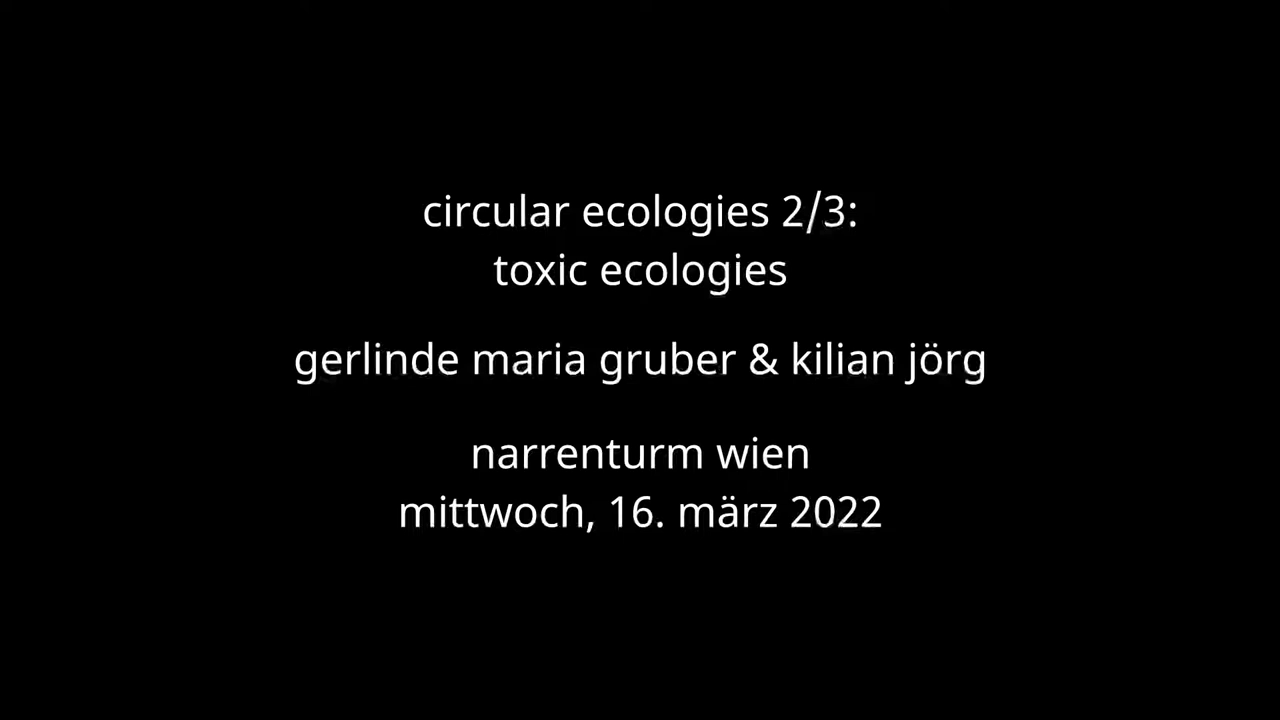 circular ecologies 2/3:
toxic ecologies
gerlinde maria gruber & kilian jörg
narrenturm wien
mittwoch, 16. märz 2022